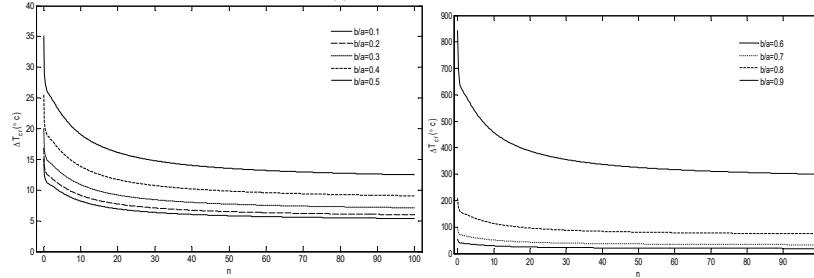 40
35
30
25
20
15
10
5
0
Δ T_cr (° c)
0 10 20 30 40 50 60 70 80 90 100
n
b/a=0.1
b/a=0.2
b/a=0.3
b/a=0.4
b/a=0.5
900
800
700
600
500
400
300
200
100
0
Δ T_cr (° c)
0 10 20 30 40 50 60 70 80 90
n
b/a=0.6
b/a=0.7
b/a=0.8
b/a=0.9